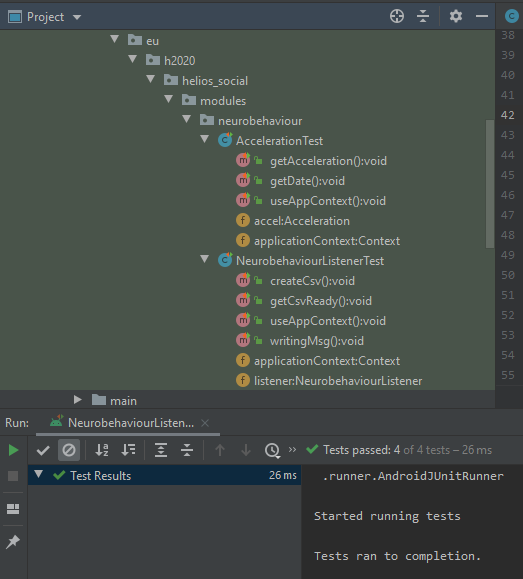 Project
eu
h2020
helios_social
modules
neurobehaviour
AccelerationTest
getAcceleration():void
getDate():void
useAppContext():void
accel:Acceleration
applicationContext:Context
NeurobehaviourListenerTest
createCsv():void
getCsvReady():void
useAppContext():void
writingMsg():void
applicationContext:Context
listener:NeurobehaviourListener
main
38
39
40
41
42
43
44
45
46
47
48
49
50
51
52
53
54
55
Run: NeurobehaviourListen...
Tests passed: 4 of 4 tests – 26 ms
Test Results 26 ms
.runner.AndroidJUnitRunner
Started running tests
Tests ran to completion.